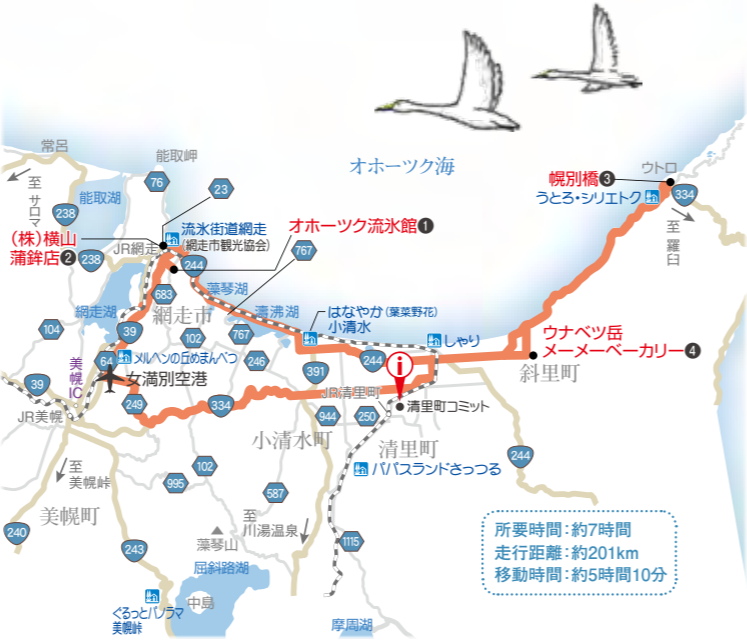 オホーツク海
常呂
能取岬
至サロマ
能取湖
76
23
238
(株)横山
蒲鉾店❷
238
JR網走
流氷街道網走
(網走市観光協会)
オホーツク流氷館❶
767
244
藻琴湖
濤沸湖
683
網走湖
網走市
104
39
102
767
246
はなやか(葉菜野花)
小清水
しゃり
幌別橋❸
ウトロ
うとろ・シリエトク
334
至羅臼
ウナベツ岳
メーメーベーカリー❹
斜里町
64
メルヘンの丘めまんべつ
女満別空港
美幌IC
39
JR美幌
249
334
391
244
i
JR清里町
944
250
清里町コミット
小清水町
清里町
パパスランドさっつる
244
至美幌峠
995
102
587
至川湯温泉
美幌町
240
243
藻琴山
1115
屈斜路湖
中島
ぐるっとパノラマ
美幌峠
摩周湖
所要時間:約7時間
走行距離:約201km
移動時間:約5時間10分